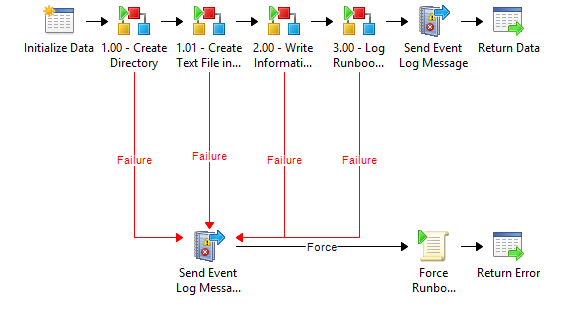 Initialize Data
1.00 - Create
Directory
1.01 - Create
Text File in...
2.00 - Write
Informati...
3.00 - Log
Runboo...
Send Event
Log Message
Return Data
Failure
Failure
Failure
Failure
Force
Send Event
Log Messa...
Force
Runbo...
Return Error